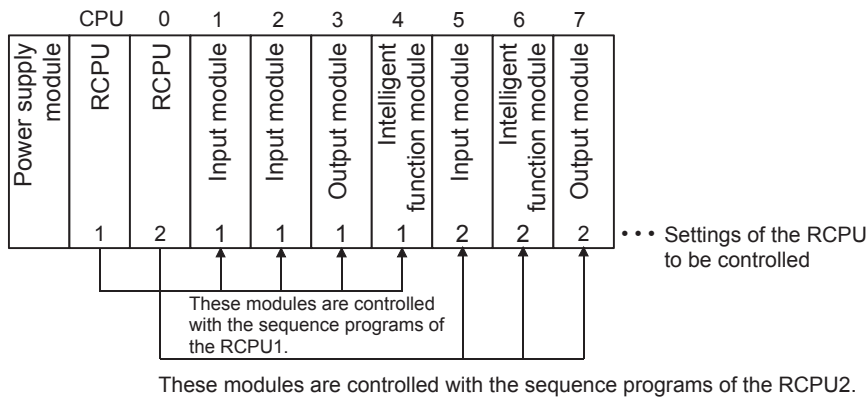 CPU 0 1 2 3 4 5 6 7
Power supply
module
RCPU
RCPU
Input module
Input module
Output module
Intelligent
function module
Input module
Intelligent
function module
Output module
1 2 1 1 1 1 2 2 2 • • • Settings of the RCPU
to be controlled
These modules are controlled
with the sequence programs of
the RCPU1.
These modules are controlled with the sequence programs of the RCPU2.